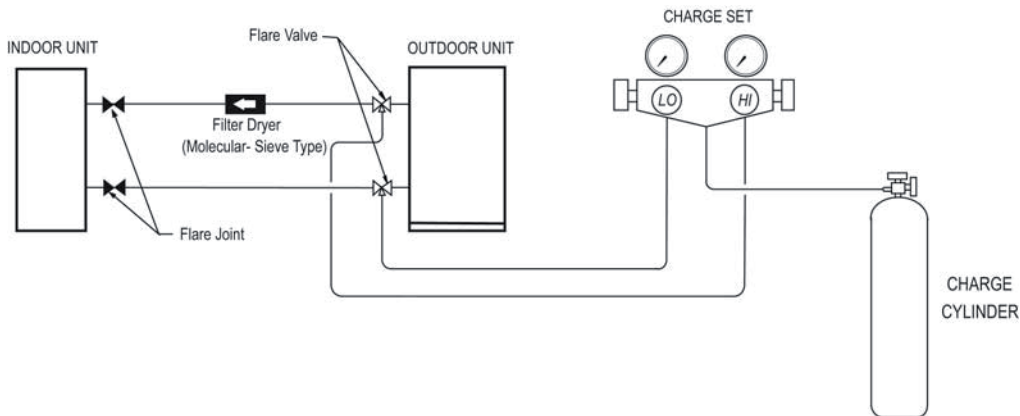 CHARGE SET
Flare Valve
INDOOR UNIT
OUTDOOR UNIT
LO
HI
Filter Dryer
(Molecular- Sieve Type)
Flare Joint
CHARGE
CYLINDER